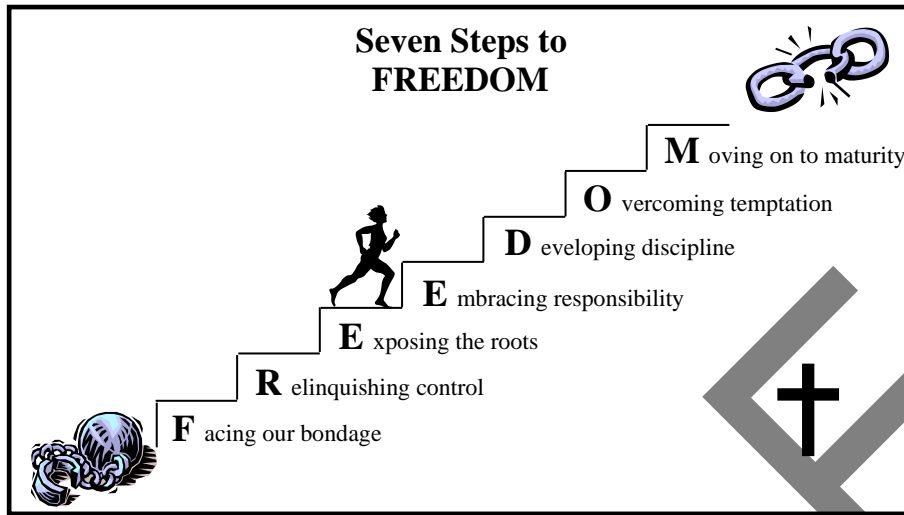 Seven Steps to
FREEDOM
M oving on to maturity
O vercoming temptation
D eveloping discipline
E mbracing responsibility
E xposing the roots
R elinquishing control
F acing our bondage